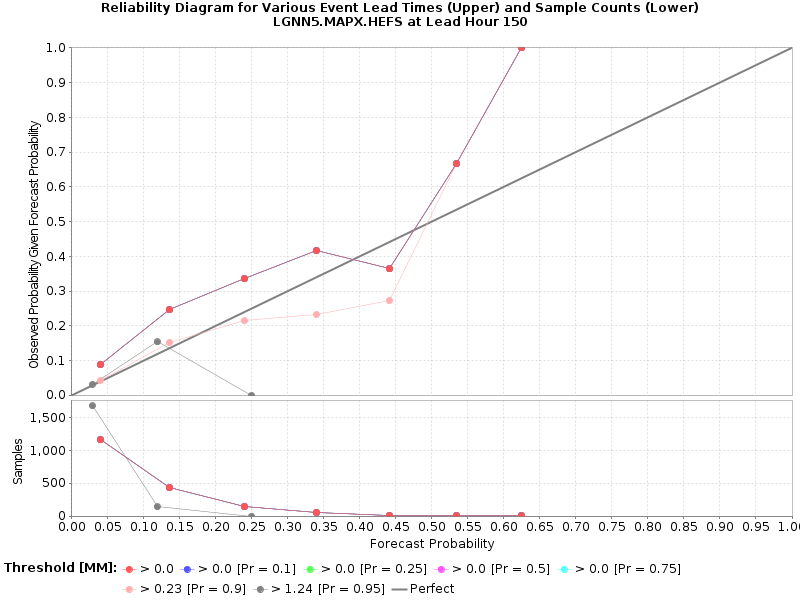 Reliability Diagram for Various Event Lead Times (Upper) and Sample Counts (Lower)
LGNN5.MAPX.HEFS at Lead Hour 150
Observed Probability Given Forecast Probability
1.0
0.9
0.8
0.7
0.6
0.5
0.4
0.3
0.2
0.1
0.0
Samples
1,500
1,000
500
0
0.00 0.05 0.10 0.15 0.20 0.25 0.30 0.35 0.40 0.45 0.50 0.55 0.60 0.65 0.70 0.75 0.80 0.85 0.90 0.95 1.0
Forecast Probability
Threshold [MM]: > 0.0 > 0.0 [Pr = 0.1] > 0.0 [Pr = 0.25] > 0.0 [Pr = 0.5] > 0.0 [Pr = 0.75]
> 0.23 [Pr = 0.9] > 1.24 [Pr = 0.95] Perfect